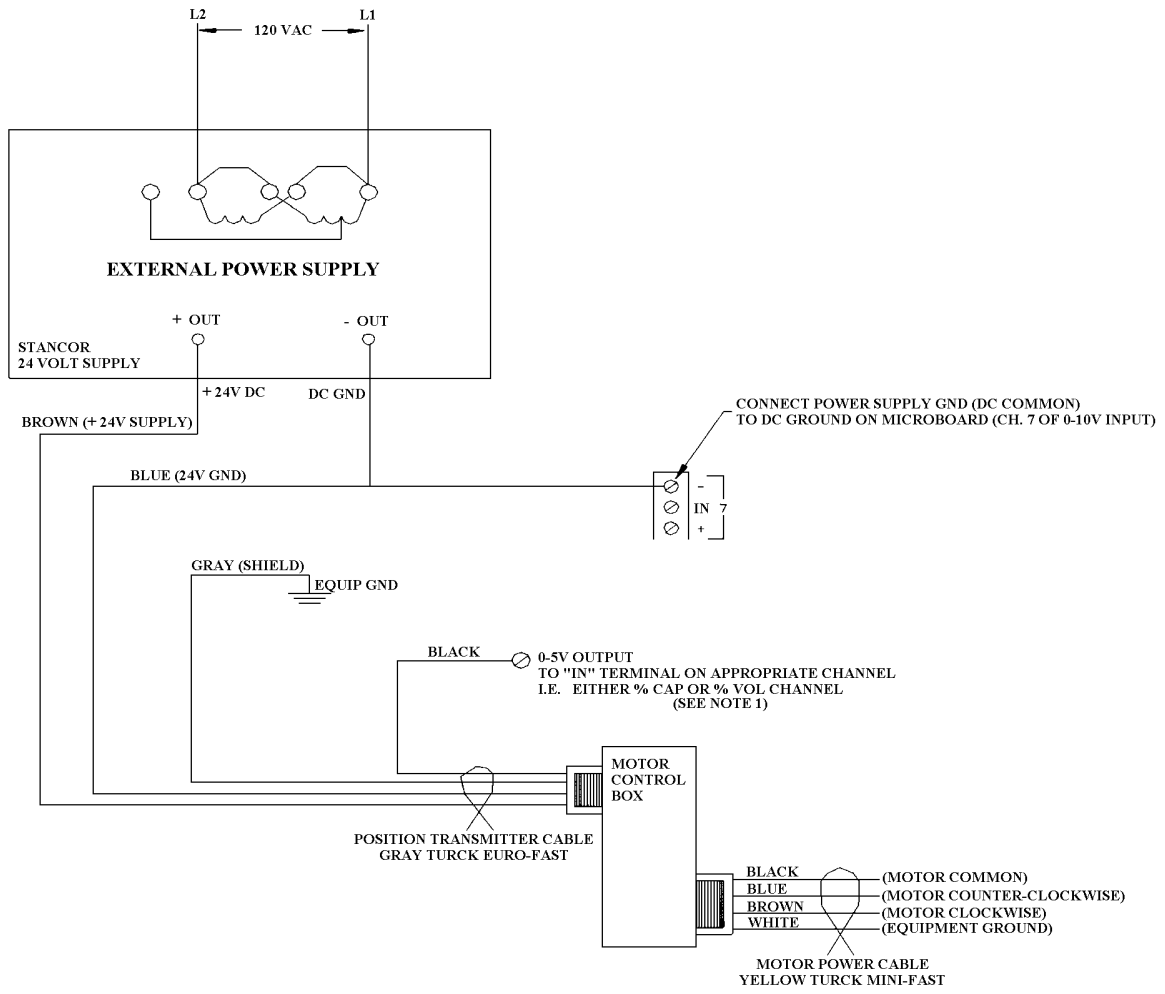 L2
L1
120 VAC
EXTERNAL POWER SUPPLY
+ OUT
- OUT
STANCOR
24 VOLT SUPPLY
+24V DC
DC GND
BROWN (+24V SUPPLY)
CONNECT POWER SUPPLY GND (DC COMMON)
TO DC GROUND ON MICROBOARD (CH. 7 OF 0-10V INPUT)
BLUE (24V GND)
−
IN 7
+
GRAY (SHIELD)
EQUIP GND
BLACK
0-5V OUTPUT
TO "IN" TERMINAL ON APPROPRIATE CHANNEL
I.E. EITHER % CAP OR % VOL CHANNEL
(SEE NOTE 1)
MOTOR
CONTROL
BOX
POSITION TRANSMITTER CABLE
GRAY TURCK EURO-FAST
BLACK
(MOTOR COMMON)
BLUE
(MOTOR COUNTER-CLOCKWISE)
BROWN
(MOTOR CLOCKWISE)
WHITE
(EQUIPMENT GROUND)
MOTOR POWER CABLE
YELLOW TURCK MINI-FAST